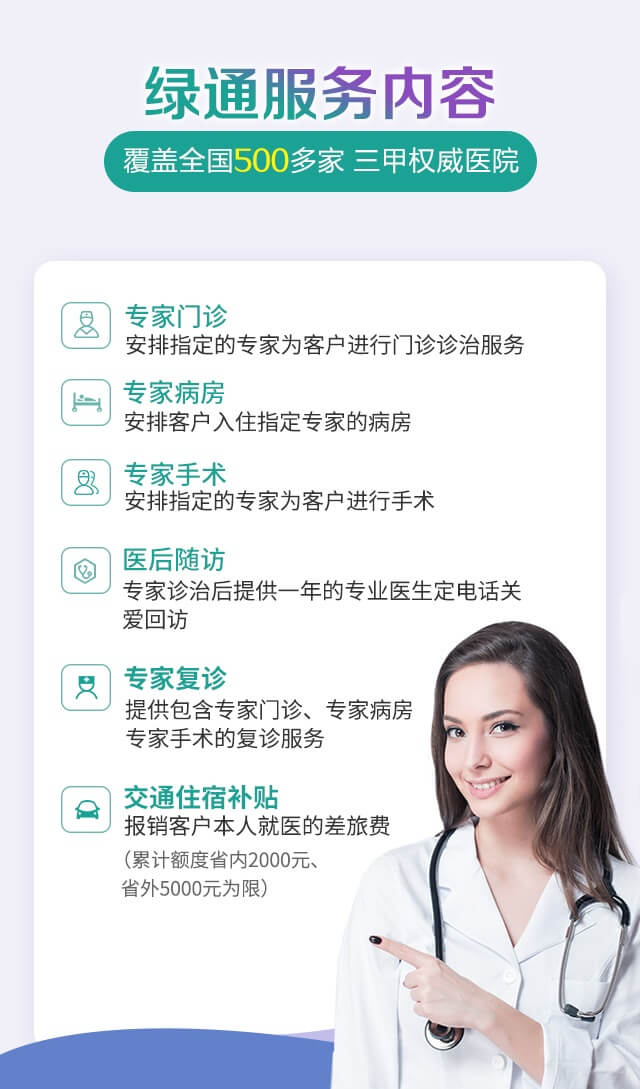 绿通服务内容
覆盖全国500多家 三甲权威医院
专家门诊
安排指定的专家为客户进行门诊诊治服务
专家病房
安排客户入住指定专家的病房
专家手术
安排指定的专家为客户进行手术
医后随访
专家诊治后提供一年的专业医生定电话关
爱回访
专家复诊
提供包含专家门诊、专家病房
专家手术的复诊服务
交通住宿补贴
报销客户本人就医的差旅费
（累计额度省内2000元、
省外5000元为限）